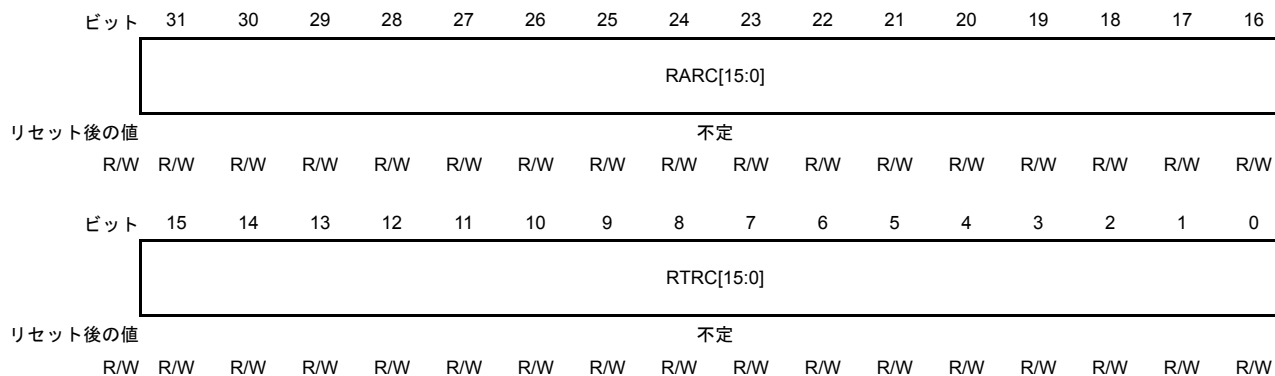 ビット 31 30 29 28 27 26 25 24 23 22 21 20 19 18 17 16
RARC[15:0]
リセット後の値 不定
R/W R/W R/W R/W R/W R/W R/W R/W R/W R/W R/W R/W R/W R/W R/W R/W R/W
ビット 15 14 13 12 11 10 9 8 7 6 5 4 3 2 1 0
RTRC[15:0]
リセット後の値 不定
R/W R/W R/W R/W R/W R/W R/W R/W R/W R/W R/W R/W R/W R/W R/W R/W R/W